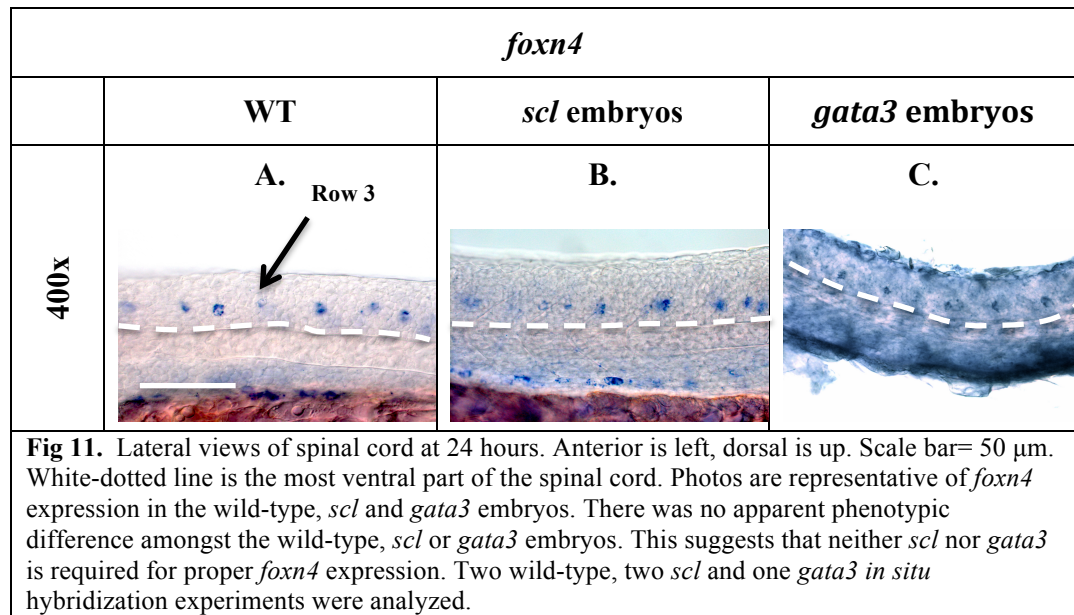 foxn4
WT
scl embryos
gata3 embryos
400x
A.
Row 3
B.
C.
Fig 11. Lateral views of spinal cord at 24 hours. Anterior is left, dorsal is up. Scale bar= 50 μm.
White-dotted line is the most ventral part of the spinal cord. Photos are representative of foxn4
expression in the wild-type, scl and gata3 embryos. There was no apparent phenotypic
difference amongst the wild-type, scl or gata3 embryos. This suggests that neither scl nor gata3
is required for proper foxn4 expression. Two wild-type, two scl and one gata3 in situ
hybridization experiments were analyzed.